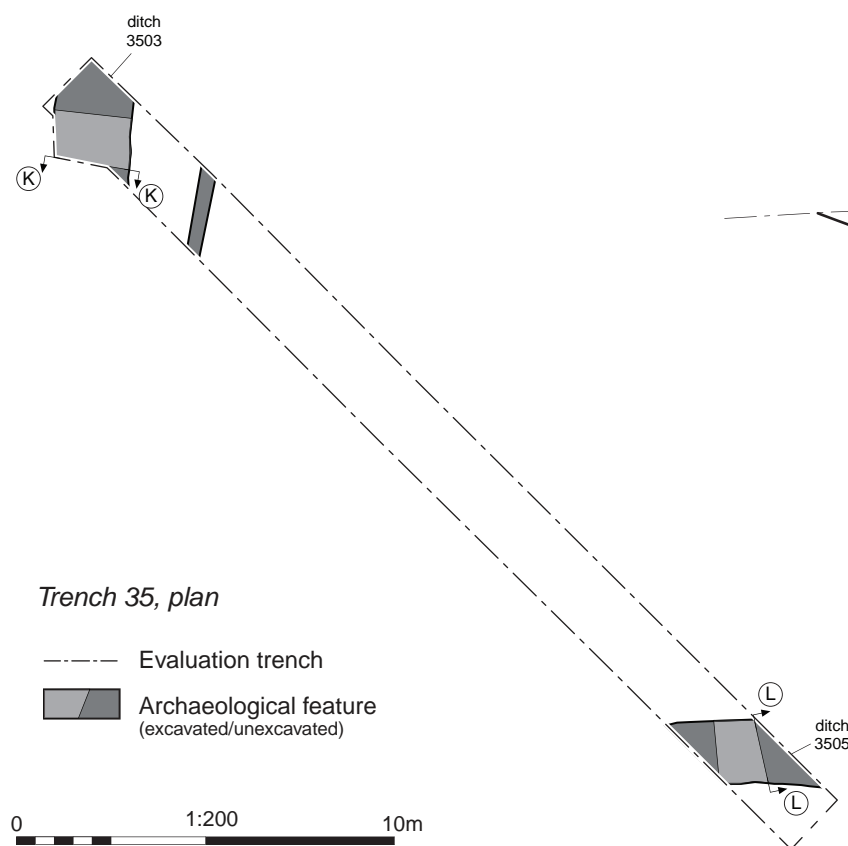 ditch
3503
K
K
Trench 35, plan
Evaluation trench
Archaeological feature
(excavated/unexcavated)
L
ditch
3505
L
0 1:200 10m